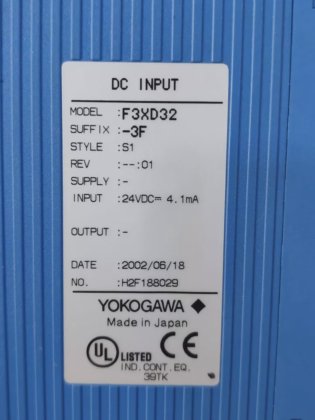 DC INPUT
MODEL :F3XD32
SUFFIX :-3F
STYLE :S1
REV :--:01
SUPPLY :-
INPUT :24VDC⎓ 4.1mA
OUTPUT :-
DATE :2002/06/18
NO. :H2F188029
YOKOGAWA ◆
Made in Japan
UL LISTED CE
IND. CONT. EQ.
39TK